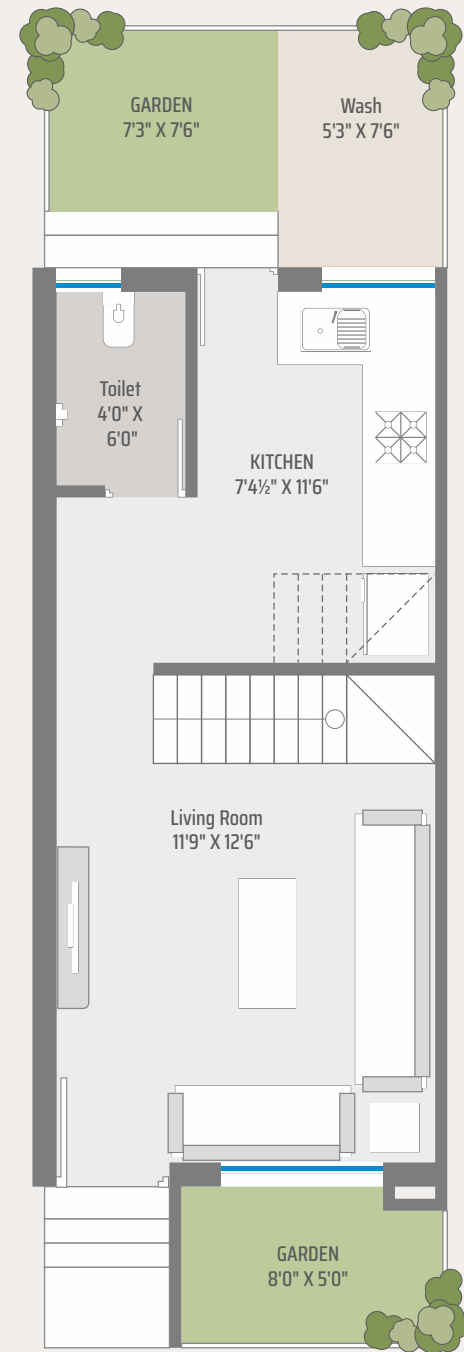 GARDEN
7'3" X 7'6"
Wash
5'3" X 7'6"
Toilet
4'0" X
6'0"
KITCHEN
7'4½" X 11'6"
Living Room
11'9" X 12'6"
GARDEN
8'0" X 5'0"